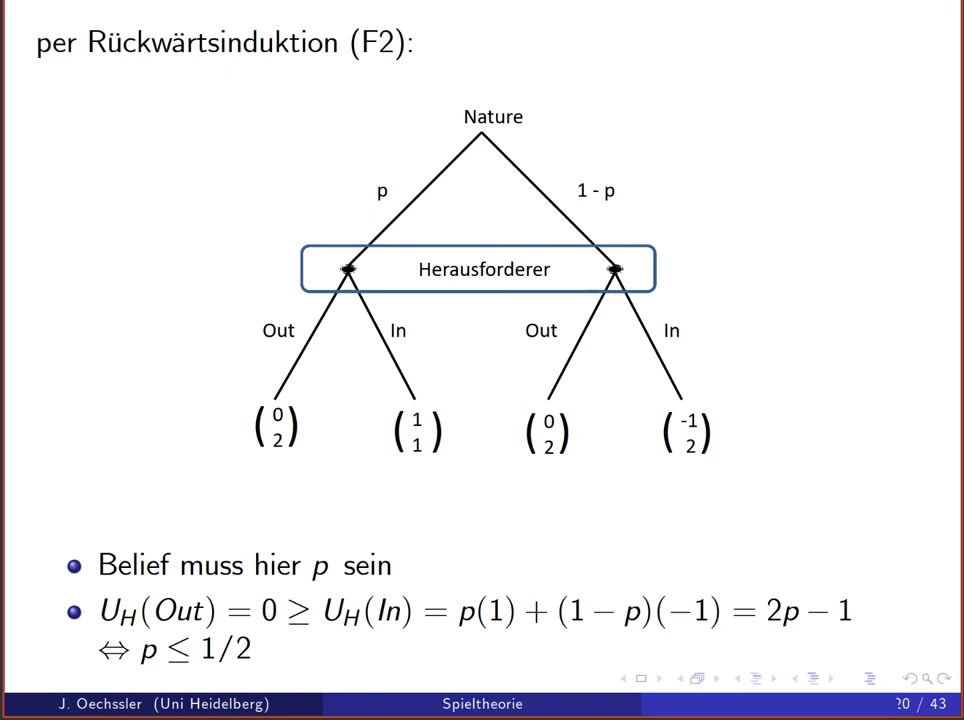 per Rückwärtsinduktion (F2):
Nature
p
1 - p
Herausforderer
Out
In
Out
In
(0 2)
(1 1)
(0 2)
(-1 2)
Belief muss hier p sein
U_H(Out) = 0 ≥ U_H(In) = p(1) + (1 − p)(−1) = 2p − 1
⇔ p ≤ 1/2
J. Oechssler (Uni Heidelberg)
Spieltheorie
20 / 43